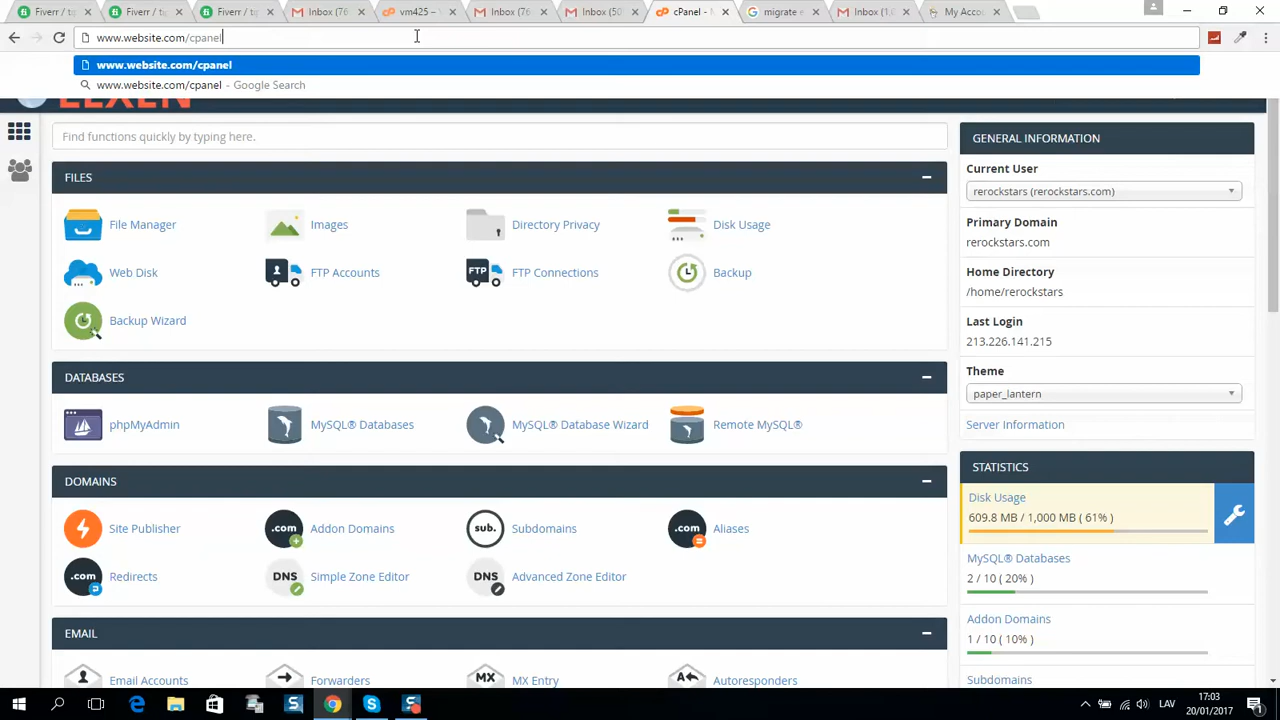 Fiverr / tip
Fiverr / tip
Fiverr / tip
Inbox (76
vm425 –
Inbox (76
Inbox (50
cPanel -
migrate e
Inbox (1,
My Acco
www.website.com/cpanel
www.website.com/cpanel
www.website.com/cpanel - Google Search
Find functions quickly by typing here.
FILES
File Manager
Images
Directory Privacy
Disk Usage
Web Disk
FTP Accounts
FTP Connections
Backup
Backup Wizard
DATABASES
phpMyAdmin
MySQL® Databases
MySQL® Database Wizard
Remote MySQL®
DOMAINS
Site Publisher
Addon Domains
Subdomains
Aliases
Redirects
Simple Zone Editor
Advanced Zone Editor
EMAIL
Email Accounts
Forwarders
MX Entry
Autoresponders
GENERAL INFORMATION
Current User
rerockstars (rerockstars.com)
Primary Domain
rerockstars.com
Home Directory
/home/rerockstars
Last Login
213.226.141.215
Theme
paper_lantern
Server Information
STATISTICS
Disk Usage
609.8 MB / 1,000 MB ( 61% )
MySQL® Databases
2 / 10 ( 20% )
Addon Domains
1 / 10 ( 10% )
Subdomains
LAV
17:03
20/01/2017